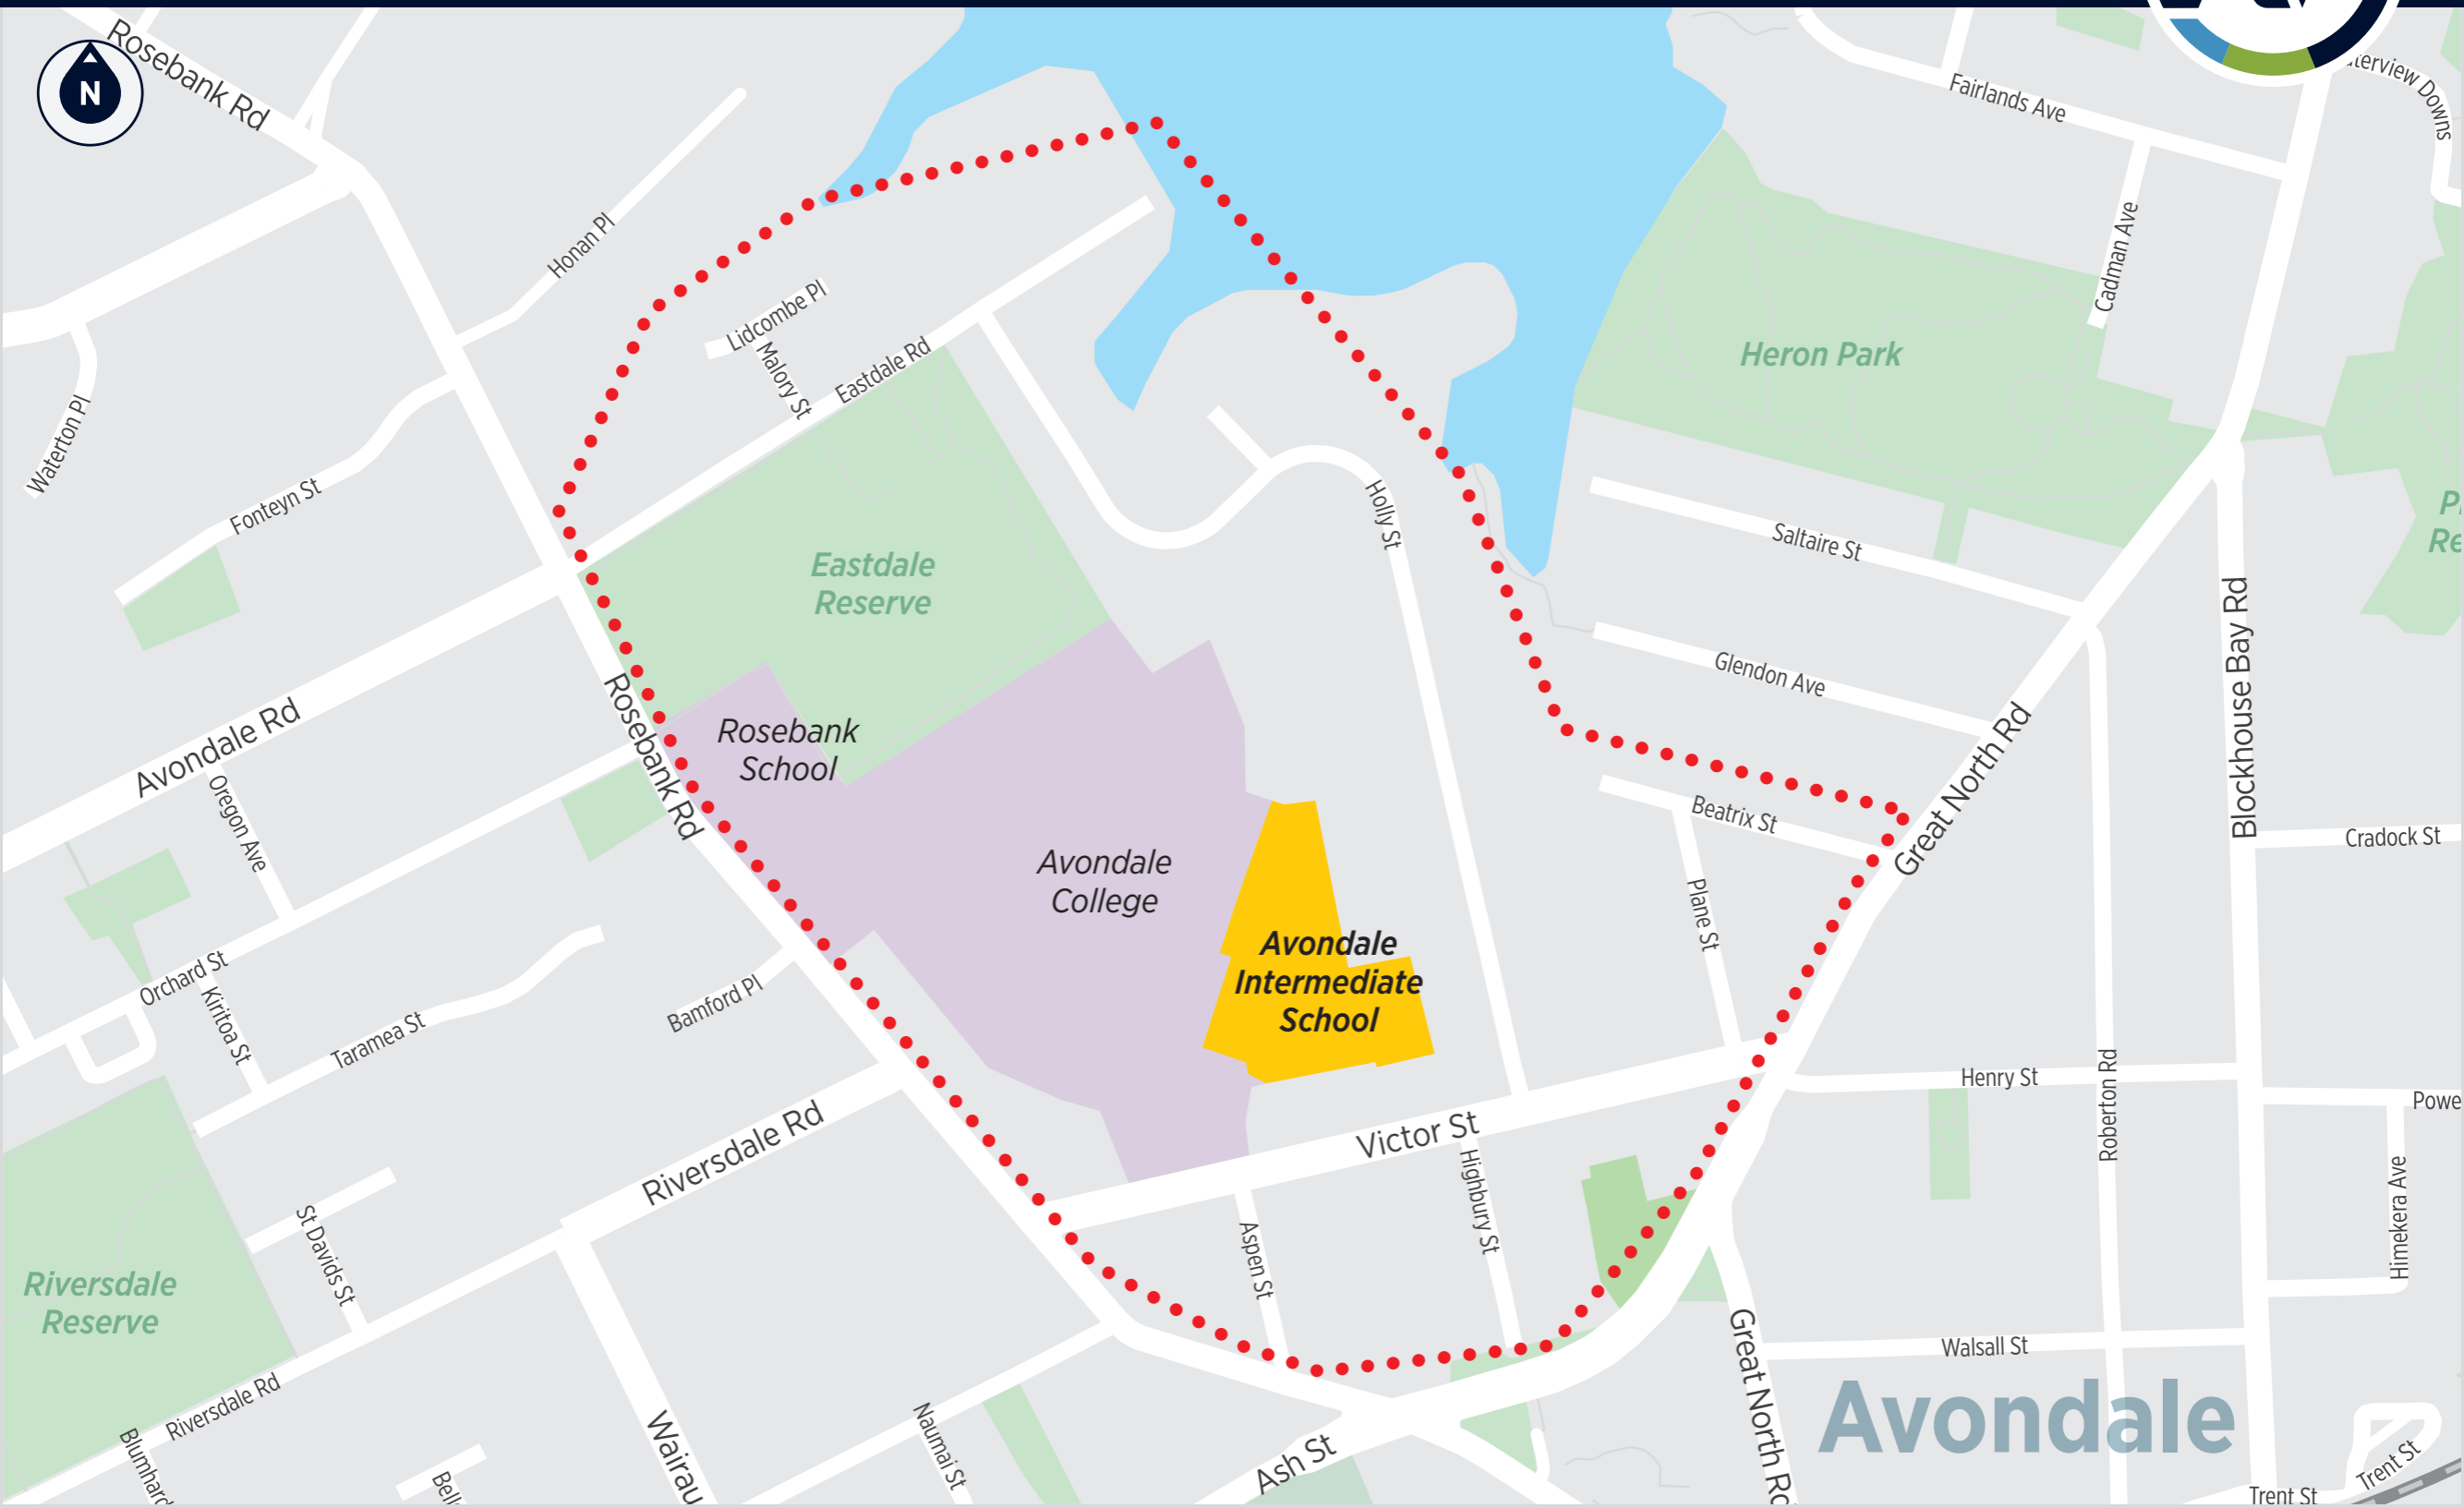 Rosebank Rd
N
Fairlands Ave
Cadman Ave
Honan Pl
Lidcombe Pl
Malory St
Eastdale Rd
Heron Park
Waterton Pl
Fonteyn St
Holly St
Saltaire St
Eastdale
Reserve
Glendon Ave
Blockhouse Bay Rd
Avondale Rd
Rosebank Rd
Rosebank
School
Oregon Ave
Great North Rd
Beatrix St
Cradock St
Avondale
College
Plane St
Avondale
Intermediate
School
Orchard St
Kiritoa St
Taramea St
Bamford Pl
Henry St
Roberton Rd
Riversdale Rd
Victor St
Highbury St
Himekera Ave
Aspen St
St Davids St
Riversdale
Reserve
Great North Rd
Walsall St
Riversdale Rd
Avondale
Naumai St
Wairau
Ash St
Trent St
Trent St